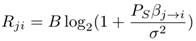 R_{ji} = B \log_2(1 + \frac{P_S \beta_{j \to i}}{\sigma^2})